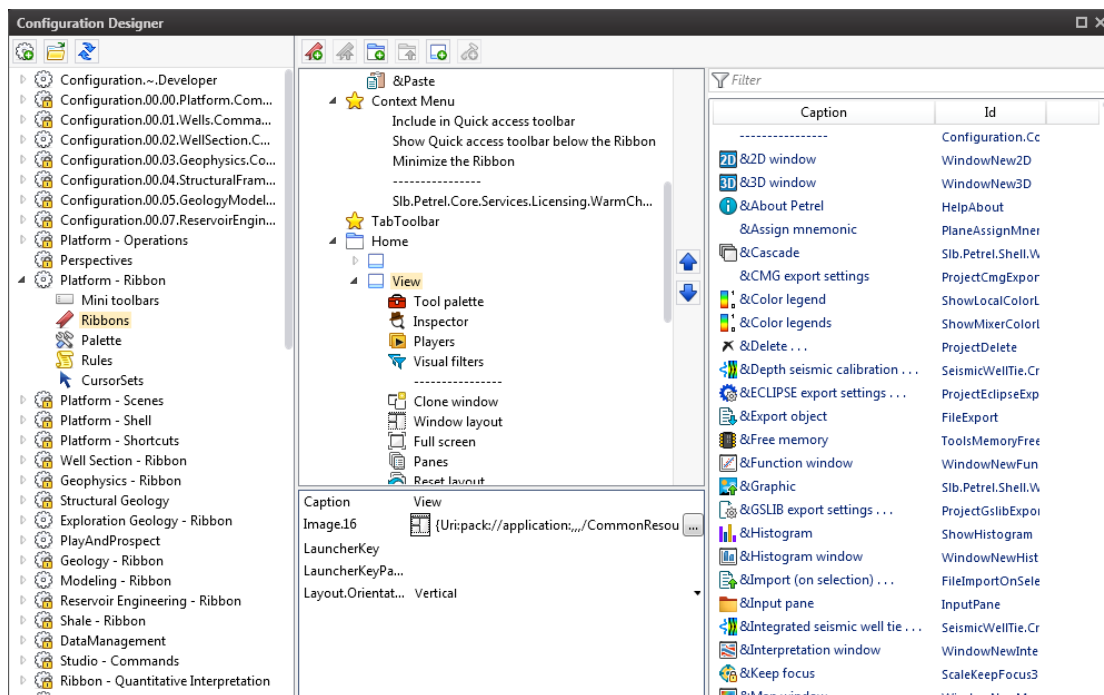 Configuration Designer
Configuration.~.Developer
Configuration.00.00.Platform.Com...
Configuration.00.01.Wells.Comma...
Configuration.00.02.WellSection.C...
Configuration.00.03.Geophysics.Co...
Configuration.00.04.StructuralFram...
Configuration.00.05.GeologyModel...
Configuration.00.07.ReservoirEngin...
Platform - Operations
Perspectives
Platform - Ribbon
Mini toolbars
Ribbons
Palette
Rules
CursorSets
Platform - Scenes
Platform - Shell
Platform - Shortcuts
Well Section - Ribbon
Geophysics - Ribbon
Structural Geology
Exploration Geology - Ribbon
PlayAndProspect
Geology - Ribbon
Modeling - Ribbon
Reservoir Engineering - Ribbon
Shale - Ribbon
DataManagement
Studio - Commands
Ribbon - Quantitative Interpretation
&Paste
Context Menu
Include in Quick access toolbar
Show Quick access toolbar below the Ribbon
Minimize the Ribbon
----------------
Slb.Petrel.Core.Services.Licensing.WarmCh...
TabToolbar
Home
View
Tool palette
Inspector
Players
Visual filters
----------------
Clone window
Window layout
Full screen
Panes
Reset layout
Caption View
Image.16 {Uri:pack://application:,,,/CommonResou ...
LauncherKey
LauncherKeyPa...
Layout.Orientat... Vertical
Filter
Caption Id
---------------- Configuration.Cc
2D &2D window WindowNew2D
3D &3D window WindowNew3D
&About Petrel HelpAbout
&Assign mnemonic PlaneAssignMner
&Cascade Slb.Petrel.Shell.W
&CMG export settings ProjectCmgExpor
&Color legend ShowLocalColorL
&Color legends ShowMixerColorL
&Delete . . . ProjectDelete
&Depth seismic calibration . . . SeismicWellTie.Cr
&ECLIPSE export settings . . . ProjectEclipseExp
&Export object FileExport
&Free memory ToolsMemoryFree
&Function window WindowNewFun
&Graphic Slb.Petrel.Shell.W
&GSLIB export settings . . . ProjectGslibExpor
&Histogram ShowHistogram
&Histogram window WindowNewHist
&Import (on selection) . . . FileImportOnSele
&Input pane InputPane
&Integrated seismic well tie . . . SeismicWellTie.Cr
&Interpretation window WindowNewInte
&Keep focus ScaleKeepFocus3